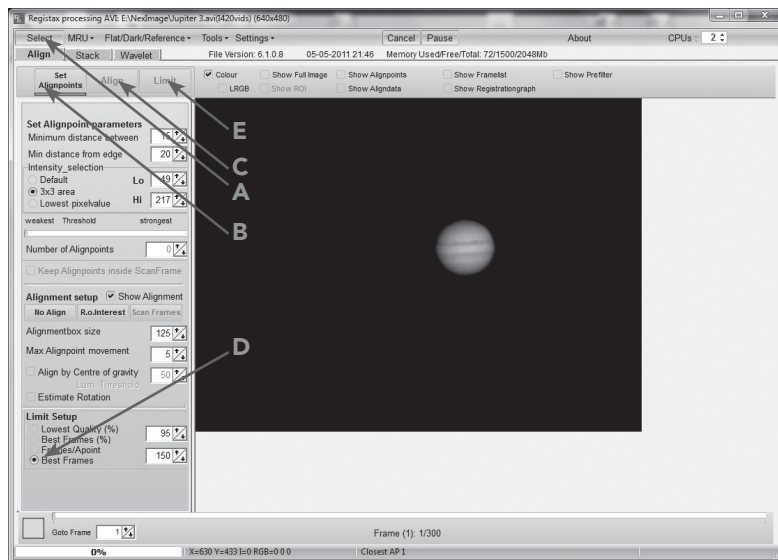 Registax processing AVI: E:\NexImage\Jupiter 3.avi(1420vids) (640x480)
Select MRU Flat/Dark/Reference Tools Settings Cancel Pause About CPUs : 2
Align Stack Wavelet File Version: 6.1.0.8 05-05-2011 21:46 Memory Used/Free/Total: 72/1500/2048Mb
Set Alignpoints Align Limit
Colour Show Full Image Show Alignpoints Show Framelist Show Prefilter
LRGB Show ROI Show Aligndata Show Registrationgraph
E
C
A
B
D
Set Alignpoint parameters
Minimum distance between 15
Min distance from edge 20
Intensity_selection
Default Lo 49
3x3 area
Lowest pixelvalue Hi 217
weakest Threshold strongest
Number of Alignpoints 0
Keep Alignpoints inside ScanFrame
Alignment setup Show Alignment
No Align R.o.Interest Scan Frames
Alignmentbox size 125
Max Alignpoint movement 5
Align by Centre of gravity 50
Lum. Threshold
Estimate Rotation
Limit Setup
Lowest Quality (%)
Best Frames (%) 95
Frames/Apoint
Best Frames 150
Goto Frame 1 Frame (1): 1/300
0% X=630 Y=433 I=0 RGB=0 0 0 Closest AP 1